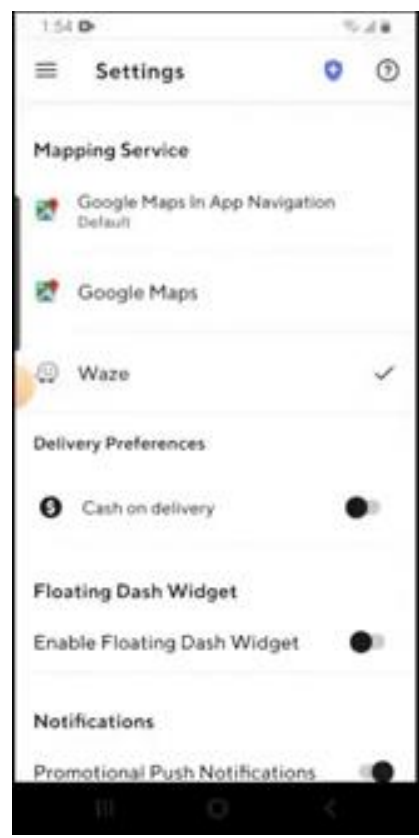 1:54
Settings
Mapping Service
Google Maps In App Navigation
Default
Google Maps
Waze
Delivery Preferences
$ Cash on delivery
Floating Dash Widget
Enable Floating Dash Widget
Notifications
Promotional Push Notifications